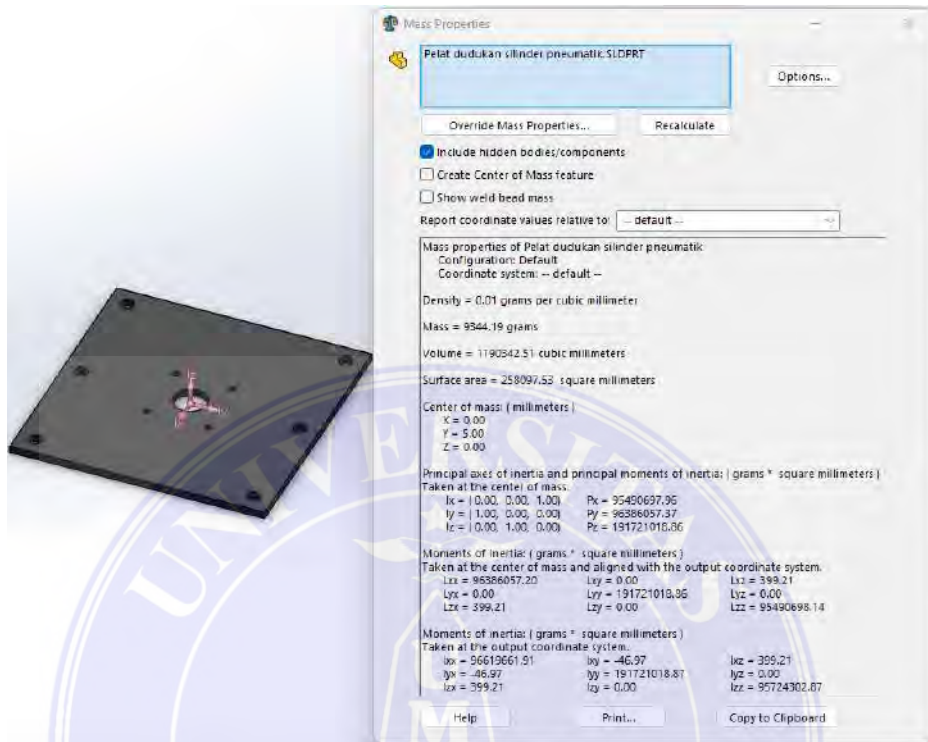 Mass Properties
Pelat dudukan silinder pneumatik.SLDPRT
Options...
Override Mass Properties...
Recalculate
Include hidden bodies/components
Create Center of Mass feature
Show weld bead mass
Report coordinate values relative to: -- default --
Mass properties of Pelat dudukan silinder pneumatik
Configuration: Default
Coordinate system: -- default --
Density = 0.01 grams per cubic millimeter
Mass = 9344.19 grams
Volume = 1190342.51 cubic millimeters
Surface area = 258097.53 square millimeters
Center of mass: ( millimeters )
X = 0.00
Y = 5.00
Z = 0.00
Principal axes of inertia and principal moments of inertia: ( grams * square millimeters )
Taken at the center of mass.
Ix = ( 0.00, 0.00, 1.00) Px = 95490697.96
Iy = ( 1.00, 0.00, 0.00) Py = 96386057.37
Iz = ( 0.00, 1.00, 0.00) Pz = 191721018.86
Moments of inertia: ( grams * square millimeters )
Taken at the center of mass and aligned with the output coordinate system.
Lxx = 96386057.20 Lxy = 0.00 Lxz = 399.21
Lyx = 0.00 Lyy = 191721018.86 Lyz = 0.00
Lzx = 399.21 Lzy = 0.00 Lzz = 95490698.14
Moments of inertia: ( grams * square millimeters )
Taken at the output coordinate system.
Ixx = 96619661.91 Ixy = -46.97 Ixz = 399.21
Iyx = -46.97 Iyy = 191721018.87 Iyz = 0.00
Izx = 399.21 Izy = 0.00 Izz = 95724302.87
Help
Print...
Copy to Clipboard
UNIVERSITAS
M